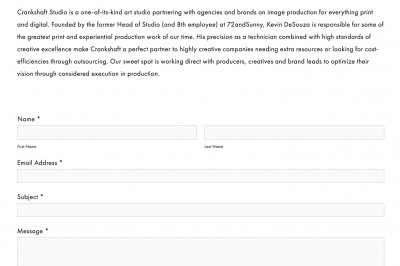 Crankshaft Studio is a one-of-its-kind art studio partnering with agencies and brands on image production for everything print
and digital. Founded by the former Head of Studio (and 8th employee) at 72andSunny, Kevin DeSouza is responsible for some of
the greatest print and experiential production work of our time. His precision as a technician combined with high standards of
creative excellence make Crankshaft a perfect partner to highly creative companies needing extra resources or looking for cost-
efficiencies through outsourcing. Our sweet spot is working direct with producers, creatives and brand leads to optimize their
vision through considered execution in production.
Name *
First Name Last Name
Email Address *
Subject *
Message *